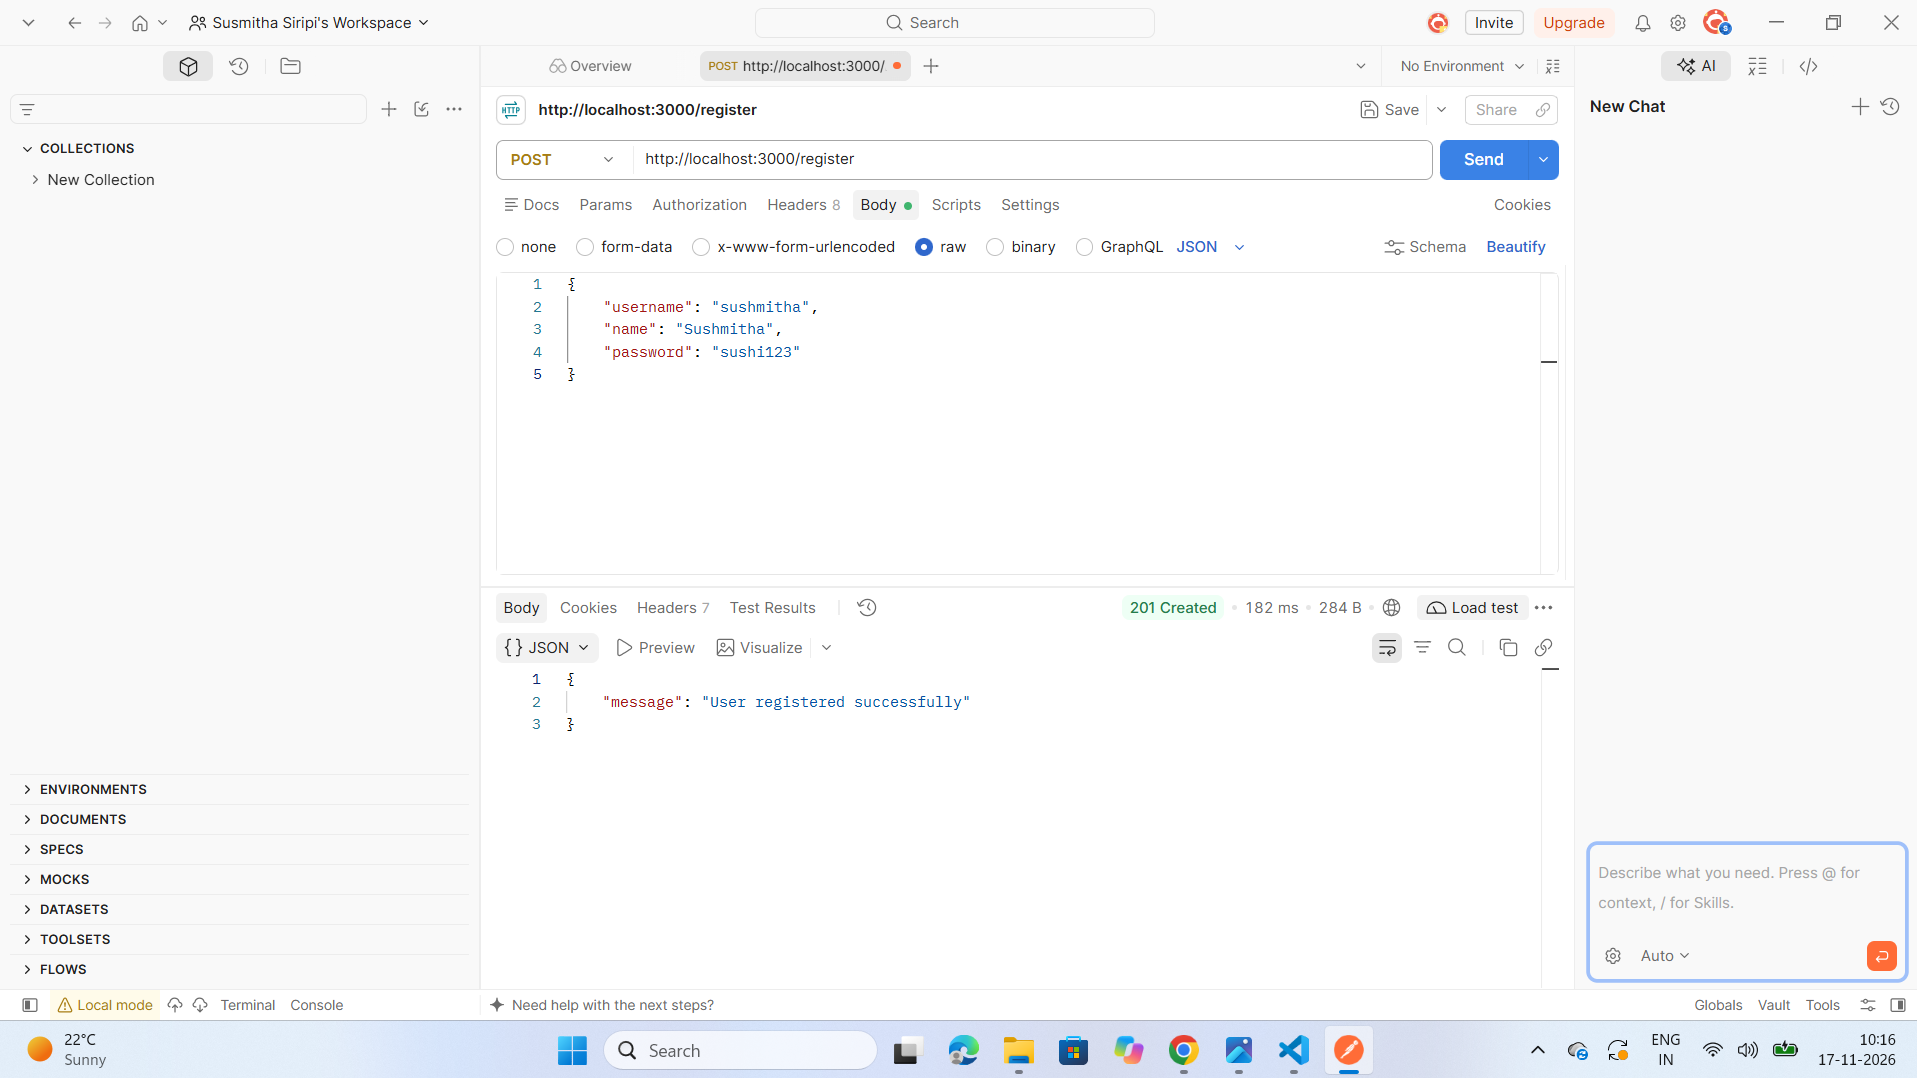 Susmitha Siripi's Workspace
Search
Invite
Upgrade
Overview
POST http://localhost:3000/
No Environment
AI
HTTP http://localhost:3000/register
Save
Share
New Chat
COLLECTIONS
New Collection
POST
http://localhost:3000/register
Send
Docs Params Authorization Headers 8 Body Scripts Settings
Cookies
none form-data x-www-form-urlencoded raw binary GraphQL JSON
Schema Beautify
1 {
2 "username": "sushmitha",
3 "name": "Sushmitha",
4 "password": "sushi123"
5 }
Body Cookies Headers 7 Test Results
201 Created • 182 ms • 284 B •
Load test
{} JSON Preview Visualize
1 {
2 "message": "User registered successfully"
3 }
ENVIRONMENTS
DOCUMENTS
SPECS
MOCKS
DATASETS
TOOLSETS
FLOWS
Describe what you need. Press @ for
context, / for Skills.
Auto
Local mode
Terminal Console
Need help with the next steps?
Globals Vault Tools
22°C
Sunny
Search
ENG
IN
10:16
17-11-2026